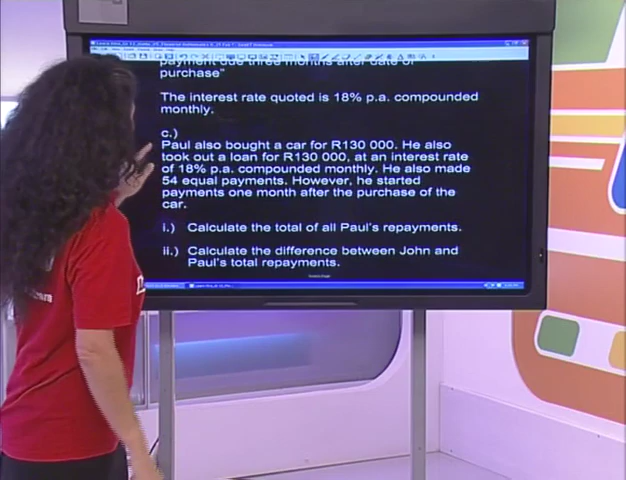 payment due three months after date of
purchase"
The interest rate quoted is 18% p.a. compounded
monthly.
c.)
Paul also bought a car for R130 000. He also
took out a loan for R130 000, at an interest rate
of 18% p.a. compounded monthly. He also made
54 equal payments. However, he started
payments one month after the purchase of the
car.
i.) Calculate the total of all Paul's repayments.
ii.) Calculate the difference between John and
Paul's total repayments.